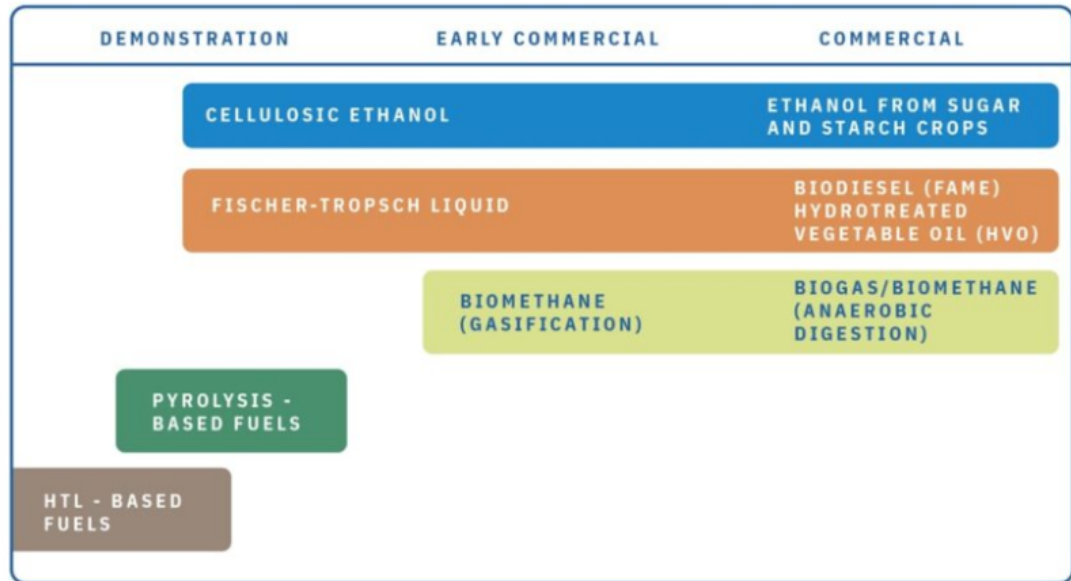 DEMONSTRATION
EARLY COMMERCIAL
COMMERCIAL
CELLULOSIC ETHANOL
ETHANOL FROM SUGAR
AND STARCH CROPS
FISCHER-TROPSCH LIQUID
BIODIESEL (FAME)
HYDROTREATED
VEGETABLE OIL (HVO)
BIOMETHANE
(GASIFICATION)
BIOGAS/BIOMETHANE
(ANAEROBIC
DIGESTION)
PYROLYSIS -
BASED FUELS
HTL - BASED
FUELS